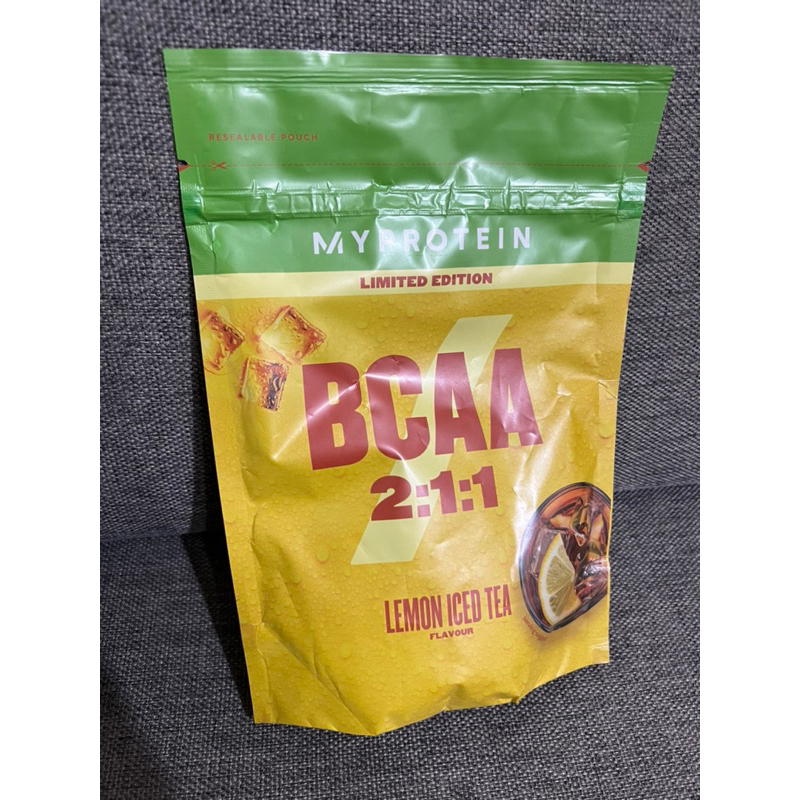 RESEALABLE POUCH
MYPROTEIN
LIMITED EDITION
BCAA
2:1:1
LEMON ICED TEA
FLAVOUR